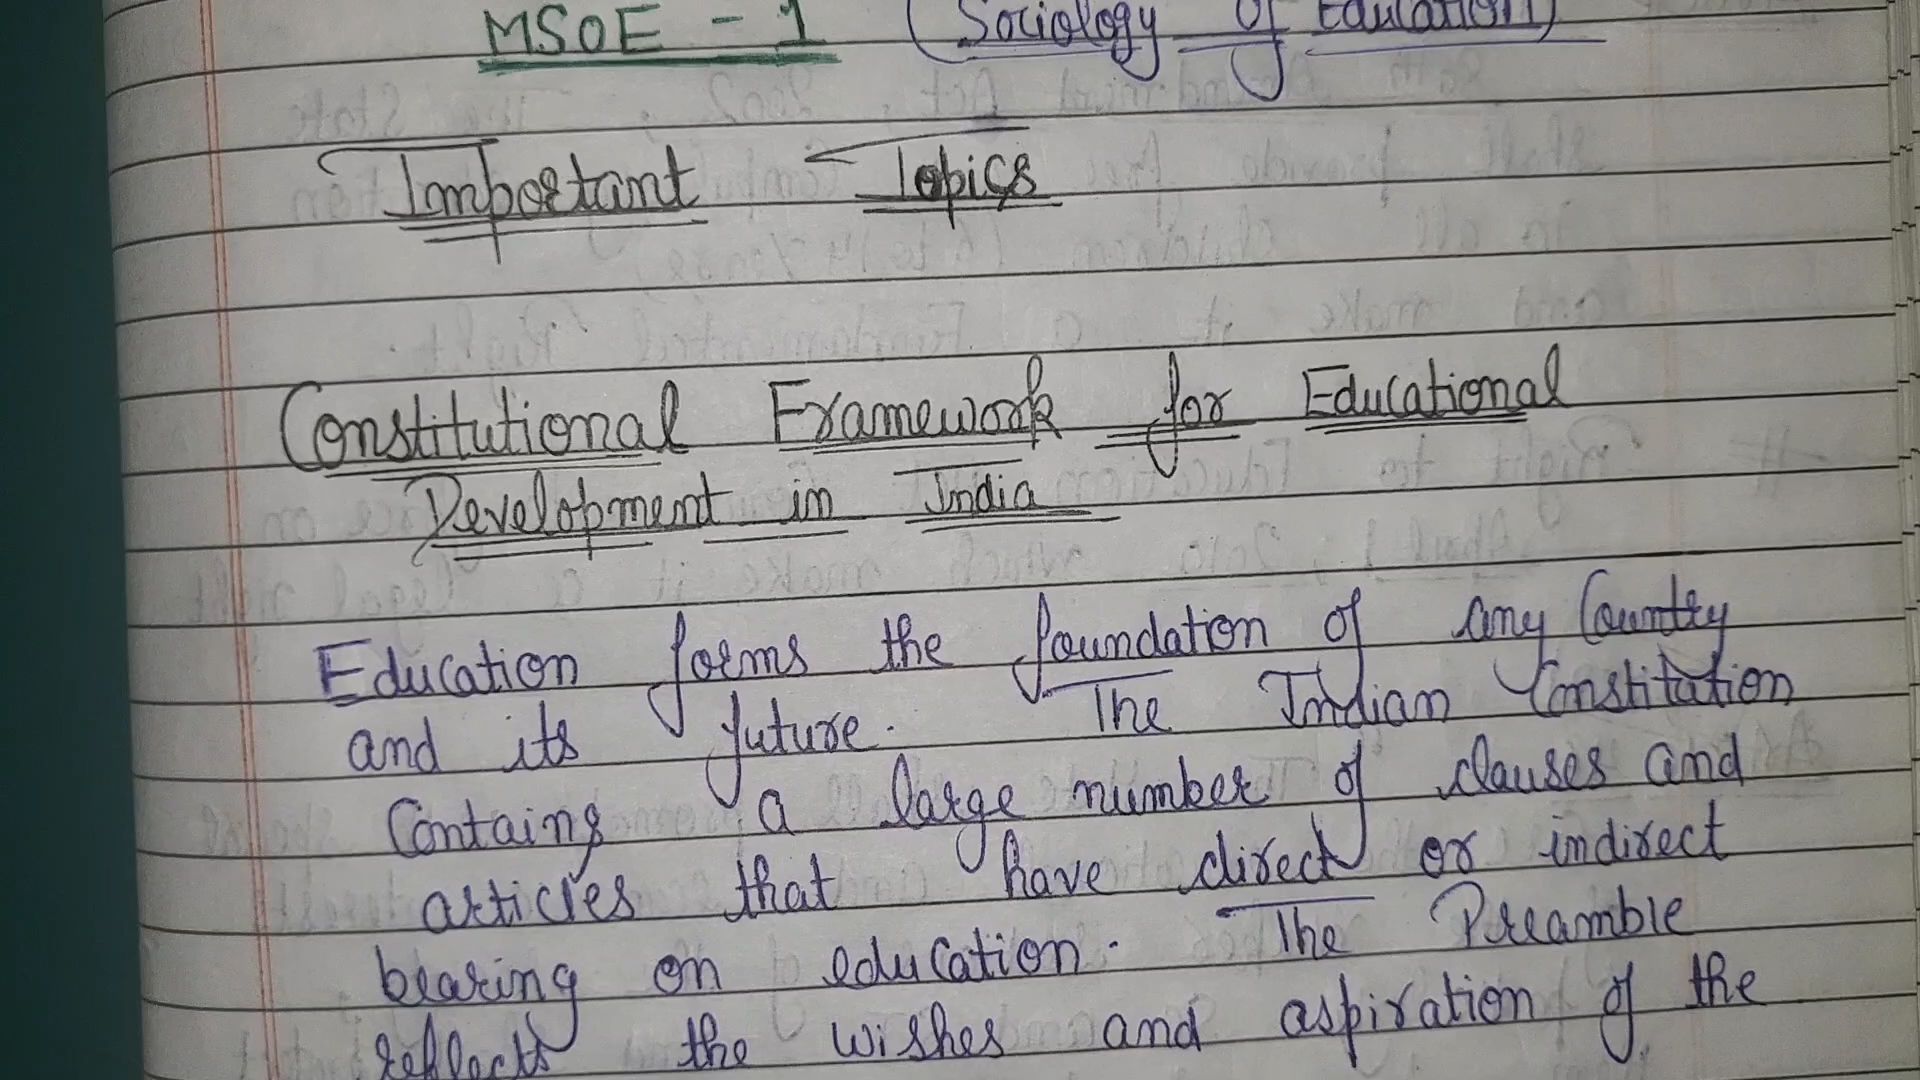 MSOE - 1 (Sociology of Education)
Important Topics
Constitutional Framework for Educational
Development in India
Education forms the foundation of any Country
and its future. The Indian Constitution
Contains a large number of clauses and
articles that have direct or indirect
bearing on education. The Preamble
reflects the wishes and aspiration of the